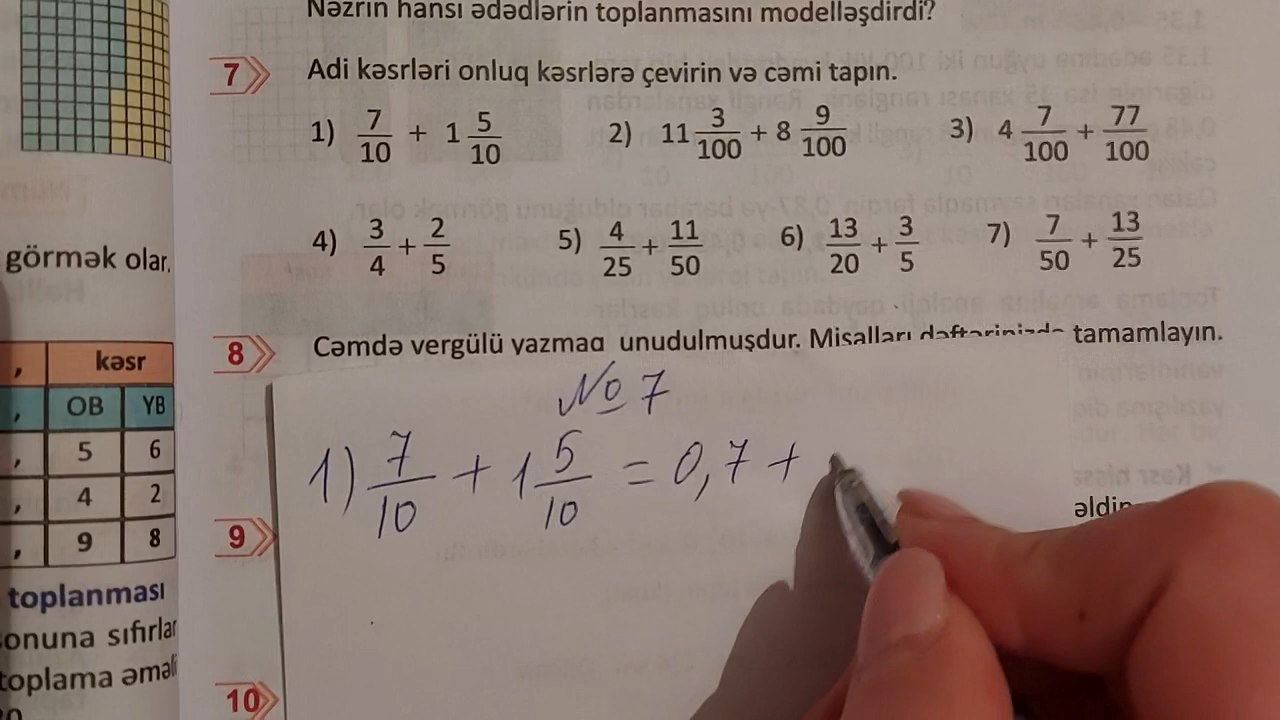 Nəzrin hansı ədədlərin toplanmasını modelləşdirdi?
7 Adi kəsrləri onluq kəsrlərə çevirin və cəmi tapın.
1) 7/10 + 1 5/10 2) 11 3/100 + 8 9/100 3) 4 7/100 + 77/100
4) 3/4 + 2/5 5) 4/25 + 11/50 6) 13/20 + 3/5 7) 7/50 + 13/25
8 Cəmdə vergülü yazmaq unudulmuşdur. Misalları dəftərinizdə tamamlayın.
№ 7
1) 7/10 + 1 5/10 = 0,7 +
9
10
görmək olar.
, kəsr
, OB YB
, 5 6
, 4 2
, 9 8
toplanması
sonuna sıfırlar
toplama əməli